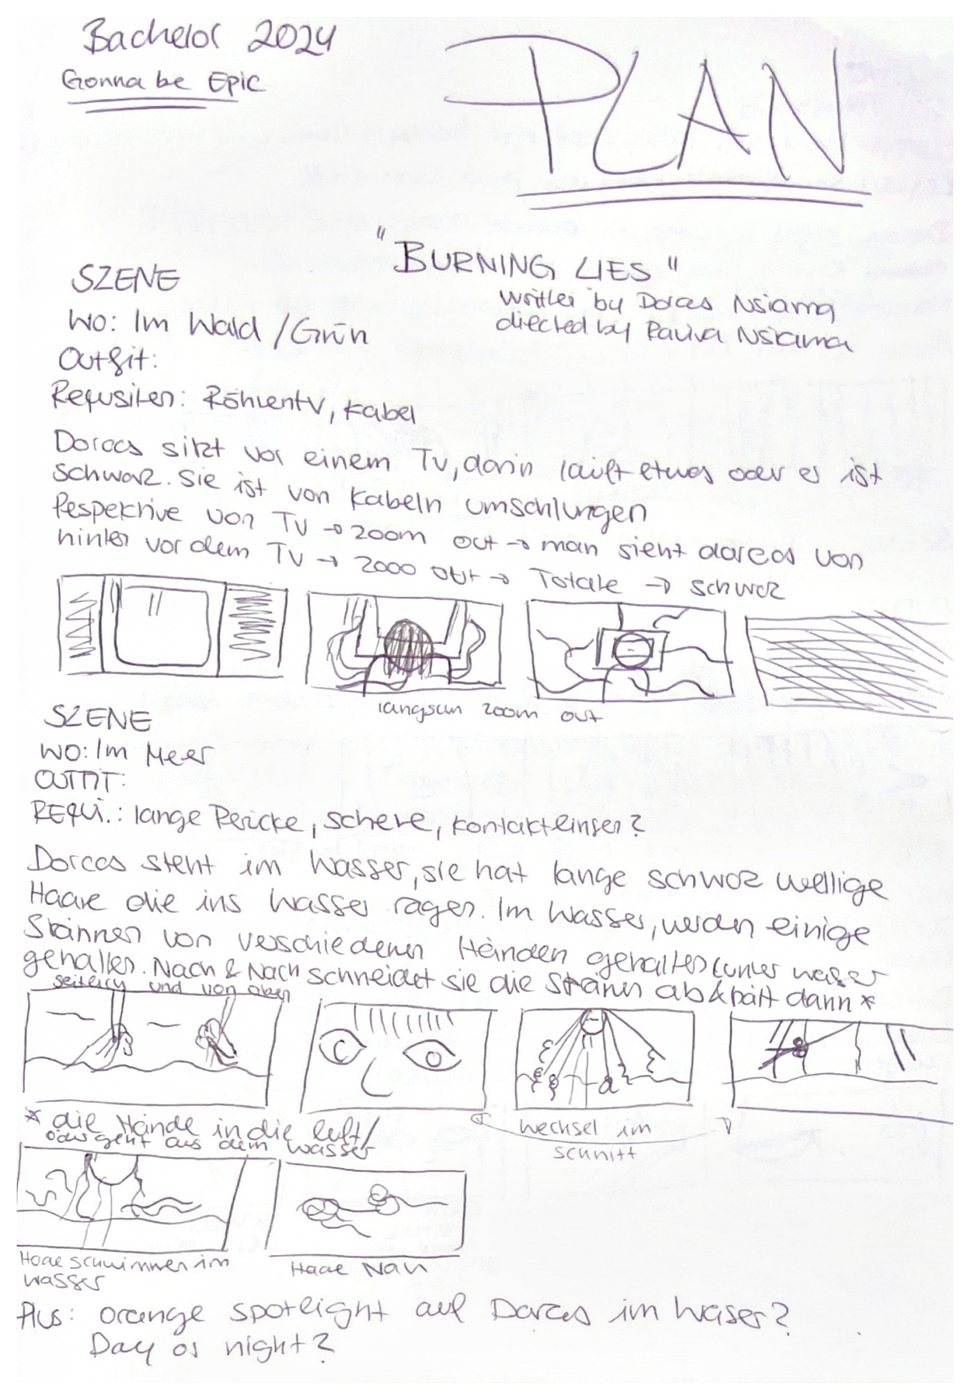 Bachelor 2024
Gonna be Epic
PLAN
"BURNING LIES"
written by Dorcas Nsiama
directed by Nsiama
SZENE
Wo: Im Wald / Grün
Outfit:
Requsiten: RöhrenTV, Kabel
Dorcas sitzt vor einem TV, darin läuft etwas oder es ist
schwarz. Sie ist von Kabeln umschlungen
Pespektive von TV → zoom out → man sieht dorcas von
hinten vor dem TV → zoom out → Totale → schwarz
langsam zoom out
SZENE
WO: Im Meer
OUTFIT:
REQUI.: lange Perücke, Schere, Kontaktlinsen?
Dorcas steht im Wasser, sie hat lange schwarz wellige
Haare die ins Wasser ragen. Im Wasser, werden einige
Strännen von verschiedenen Händen gehalten (unter wasser
gehalten. Nach & Nach schneidet sie die Stränen ab & hält dann *
seitlich und von oben
* die Hände in die luft /
oder geht aus dem wasser
Wechsel im
schnitt
Haare schwimmen im
wasser
Haare Nah
Plus: orange spotlight auf Dorcas im Wasser?
Day or night?